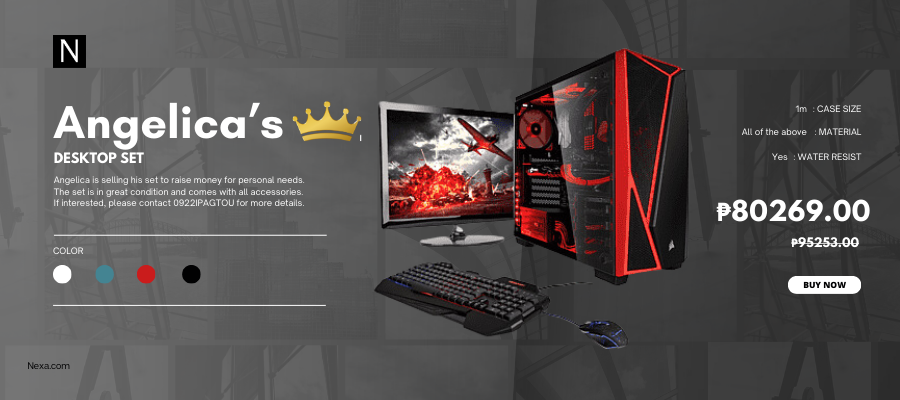 N
Angelica's
DESKTOP SET
Angelica is selling his set to raise money for personal needs.
The set is in great condition and comes with all accessories.
If interested, please contact 0922IPAGTOU for more details.
COLOR
1m : CASE SIZE
All of the above : MATERIAL
Yes : WATER RESIST
₱80269.00
₱95253.00
BUY NOW
Nexa.com